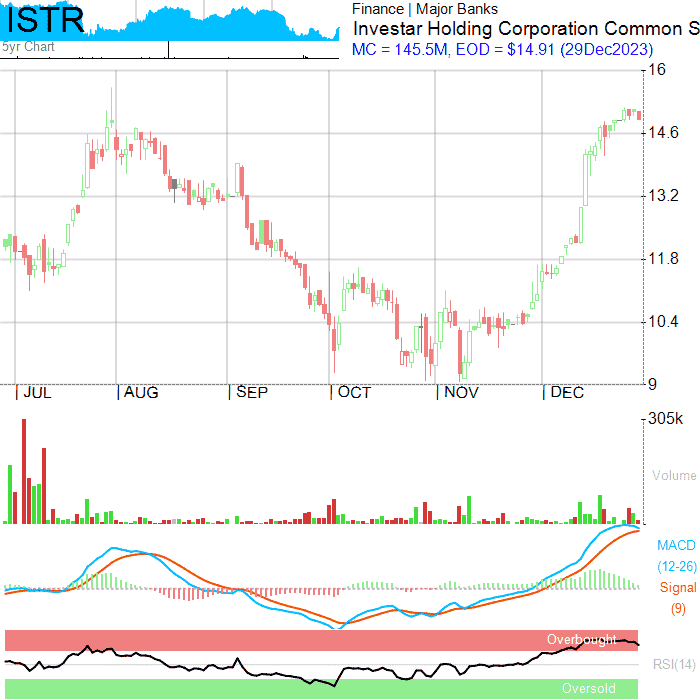 ISTR
5yr Chart
Finance | Major Banks
Investar Holding Corporation Common S
MC = 145.5M, EOD = $14.91 (29Dec2023)
16
14.6
13.2
11.8
10.4
9
JUL AUG SEP OCT NOV DEC
305k
Volume
MACD
(12-26)
Signal
(9)
Overbought
RSI(14)
Oversold